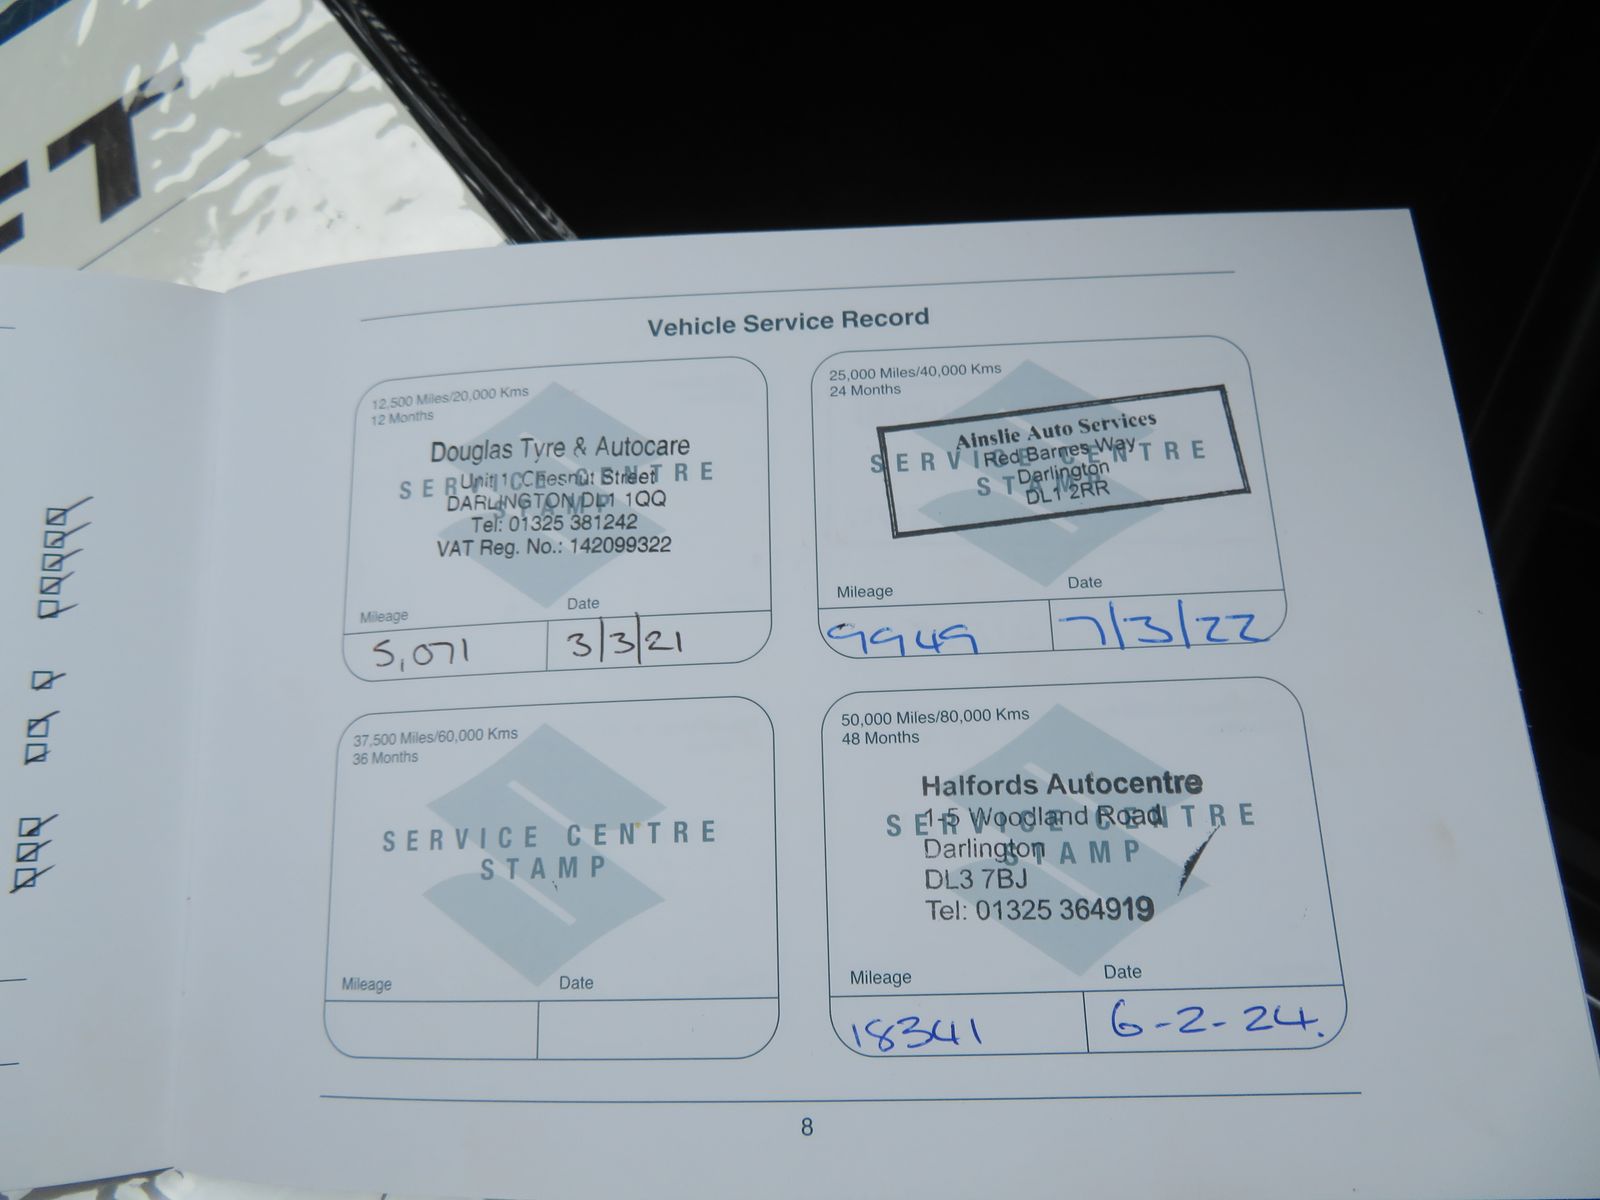 FT
Vehicle Service Record
12,500 Miles/20,000 Kms
12 Months
SERVICE CENTRE
STAMP
Douglas Tyre & Autocare
Unit 1 Chesnut Street
DARLINGTON DL1 1QQ
Tel: 01325 381242
VAT Reg. No.: 142099322
Mileage Date
5,071 3/3/21
25,000 Miles/40,000 Kms
24 Months
SERVICE CENTRE
STAMP
Ainslie Auto Services
Red Barnes Way
Darlington
DL1 2RR
Mileage Date
9949 7/3/22
37,500 Miles/60,000 Kms
36 Months
SERVICE CENTRE
STAMP
Mileage Date
50,000 Miles/80,000 Kms
48 Months
SERVICE CENTRE
STAMP
Halfords Autocentre
1-5 Woodland Road
Darlington
DL3 7BJ
Tel: 01325 364919
Mileage Date
18341 6-2-24.
8